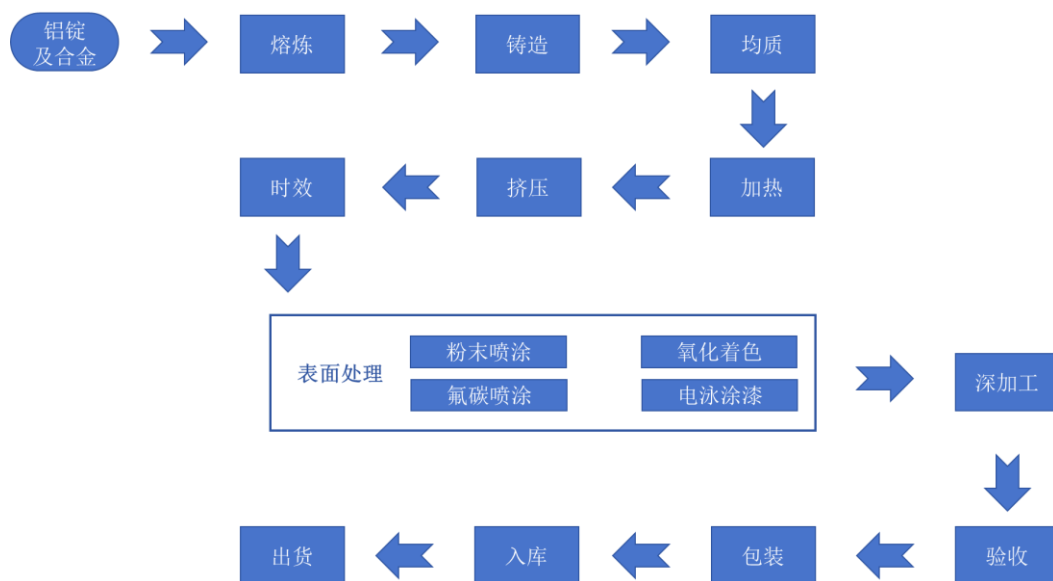 铝锭
及合金
熔炼
铸造
均质
时效
挤压
加热
表面处理
粉末喷涂
氧化着色
氟碳喷涂
电泳涂漆
深加工
出货
入库
包装
验收